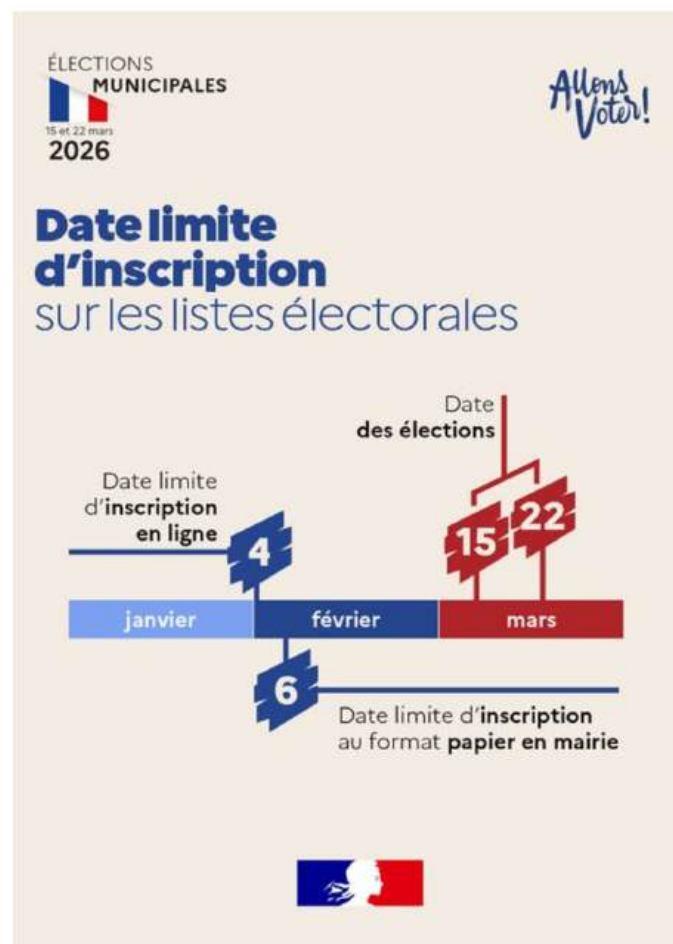 ÉLECTIONS
MUNICIPALES
15 et 22 mars
2026
Allons
Voter!
Date limite
d’inscription
sur les listes électorales
Date
des élections
Date limite
d’inscription
en ligne
4
15
22
janvier
février
mars
6
Date limite d’inscription
au format papier en mairie